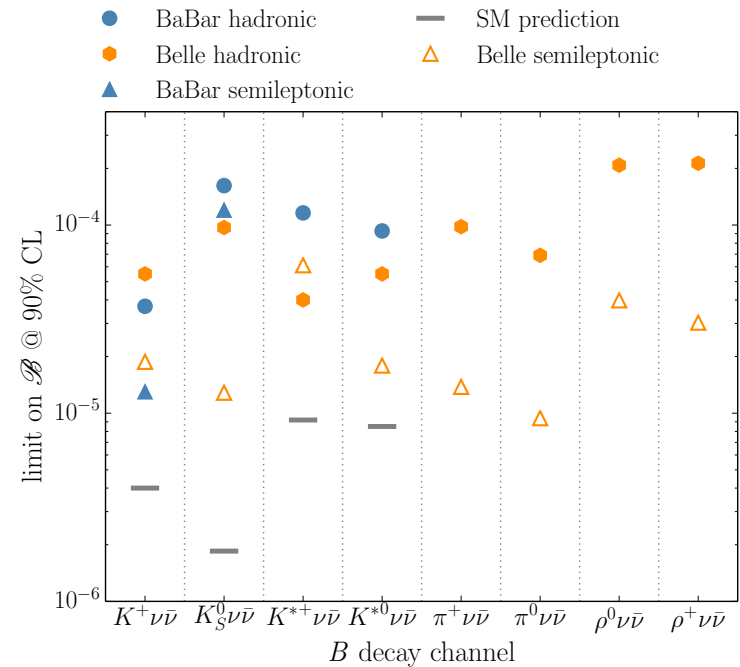 BaBar hadronic
SM prediction
Belle hadronic
Belle semileptonic
BaBar semileptonic
limit on ℬ @ 90% CL
10⁻⁴
10⁻⁵
10⁻⁶
K⁺νν̄
K⁰_Sνν̄
K*⁺νν̄
K*⁰νν̄
π⁺νν̄
π⁰νν̄
ρ⁰νν̄
ρ⁺νν̄
B decay channel